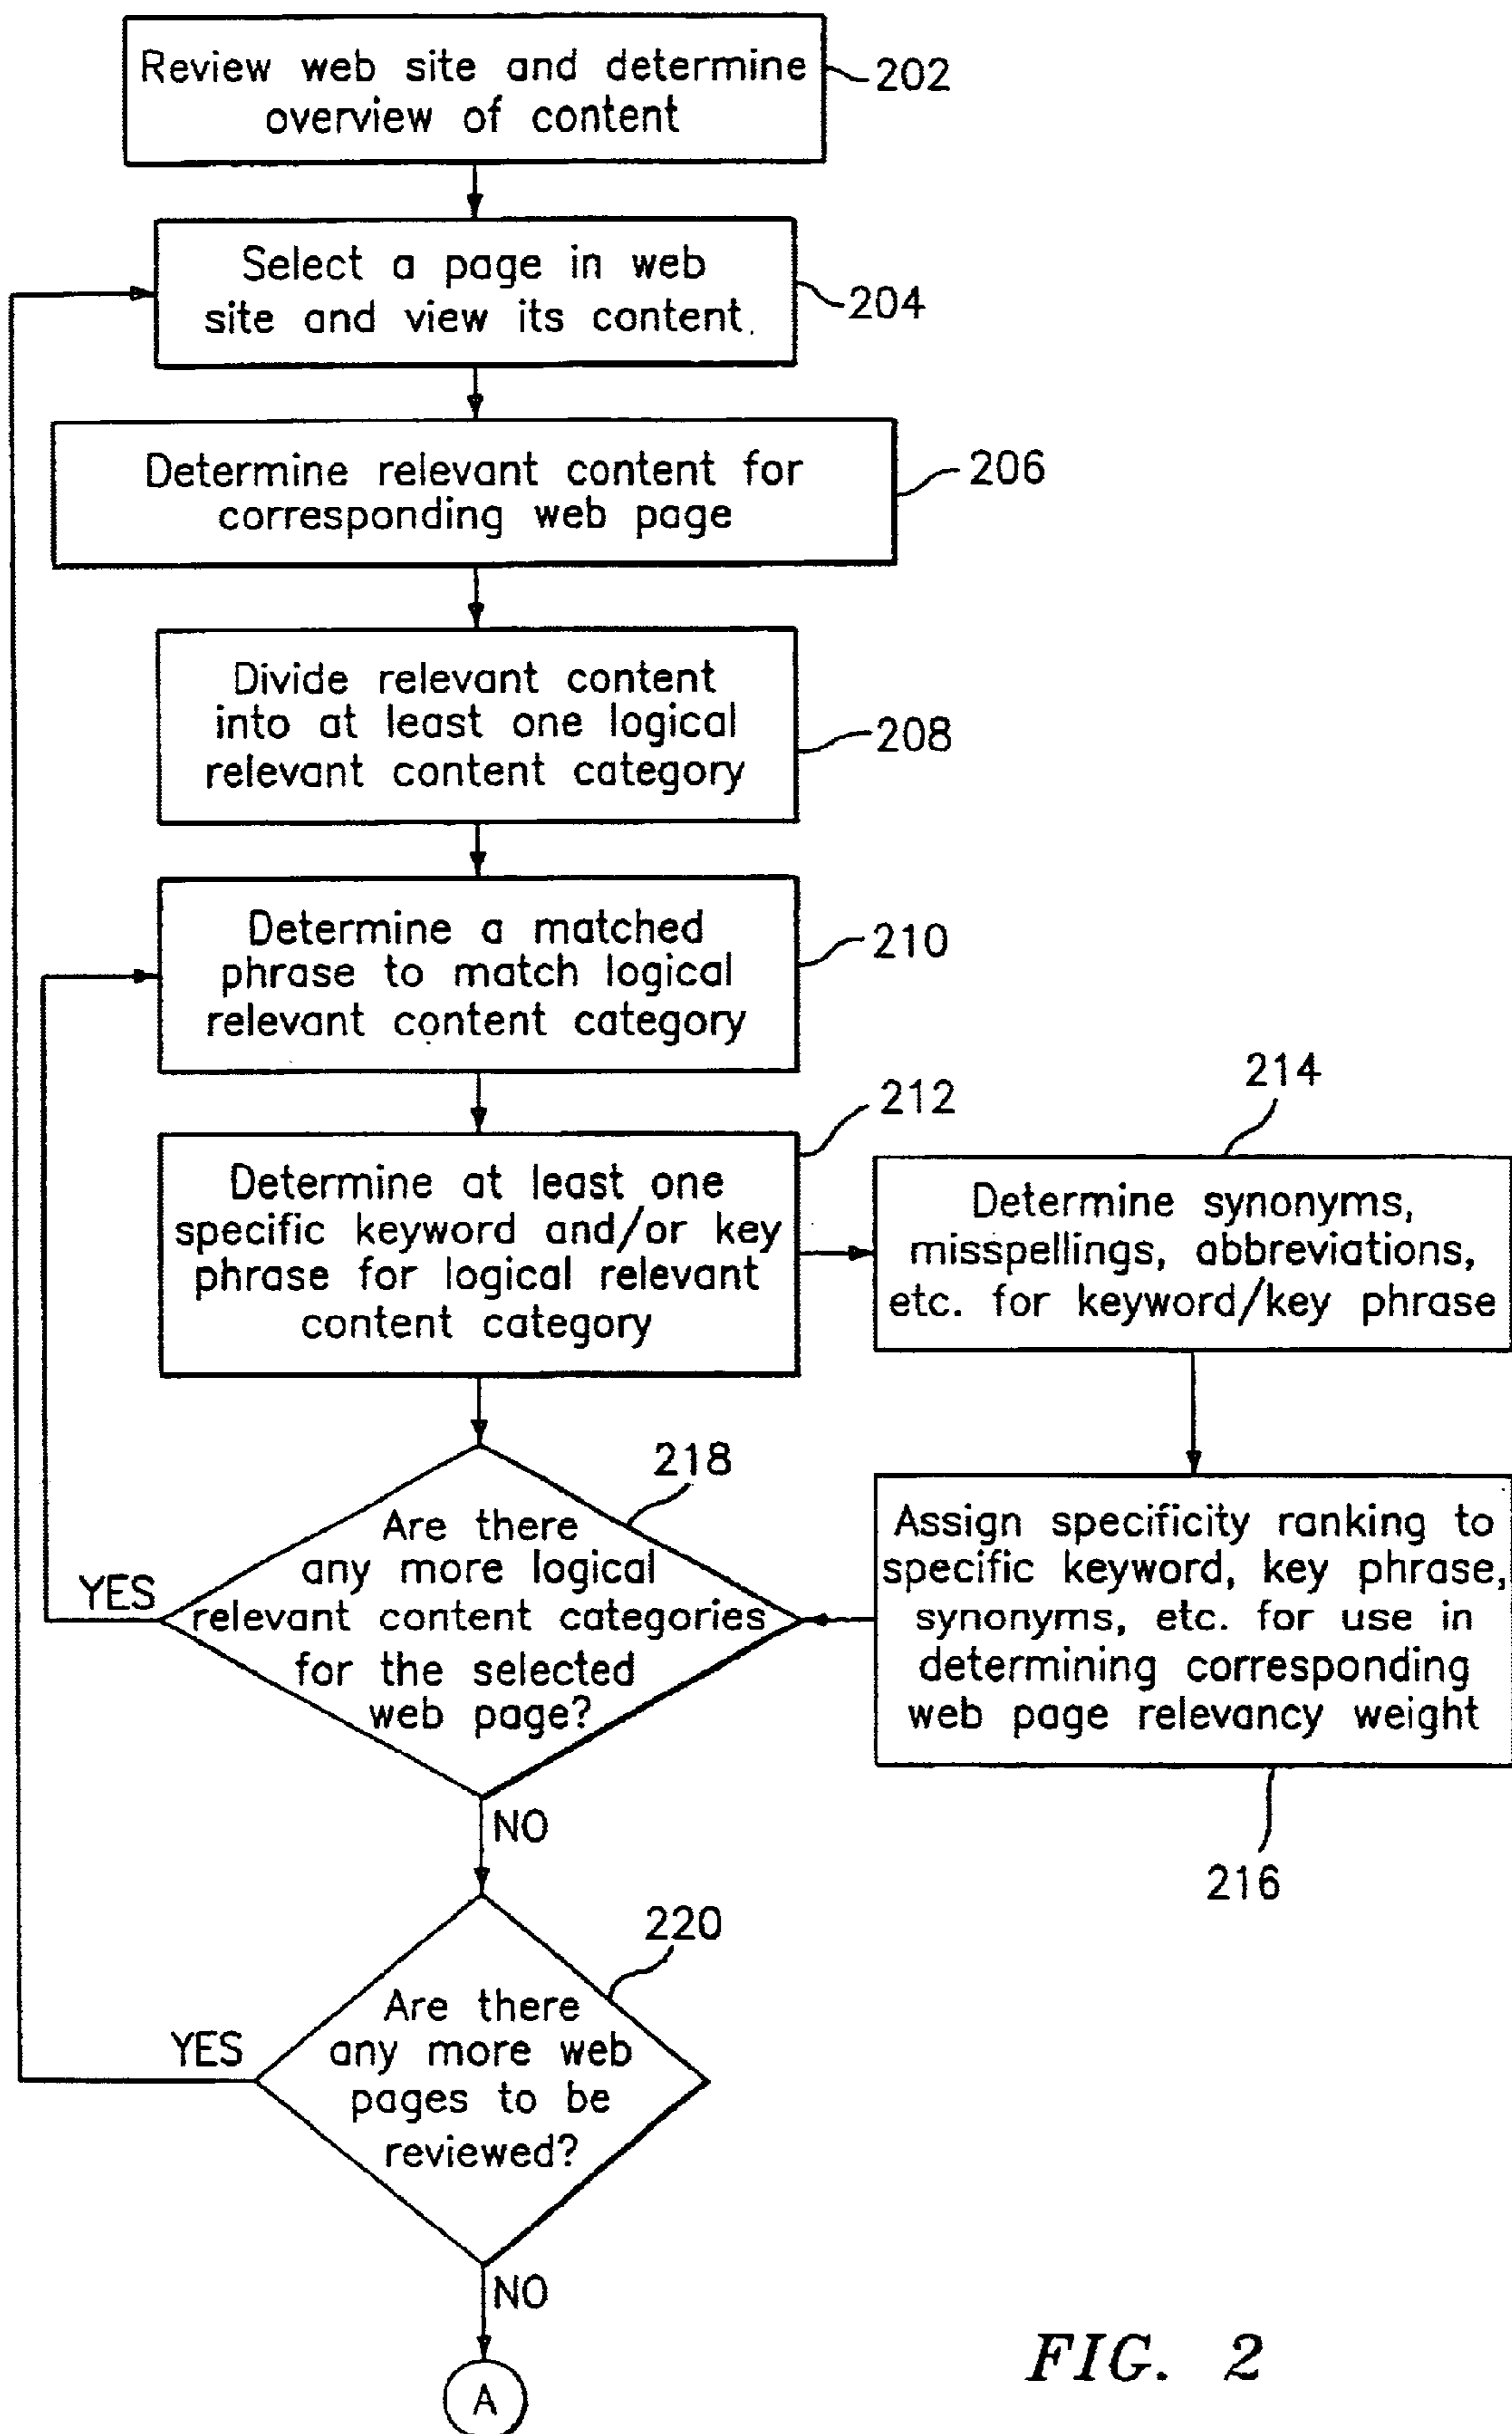 Review web site and determine
overview of content
202
Select a page in web
site and view its content.
204
Determine relevant content for
corresponding web page
206
Divide relevant content
into at least one logical
relevant content category
208
Determine a matched
phrase to match logical
relevant content category
210
Determine at least one
specific keyword and/or key
phrase for logical relevant
content category
212
Determine synonyms,
misspellings, abbreviations,
etc. for keyword/key phrase
214
Assign specificity ranking to
specific keyword, key phrase,
synonyms, etc. for use in
determining corresponding
web page relevancy weight
216
Are there
any more logical
relevant content categories
for the selected
web page?
218
YES
NO
Are there
any more web
pages to be
reviewed?
220
YES
NO
A
FIG. 2